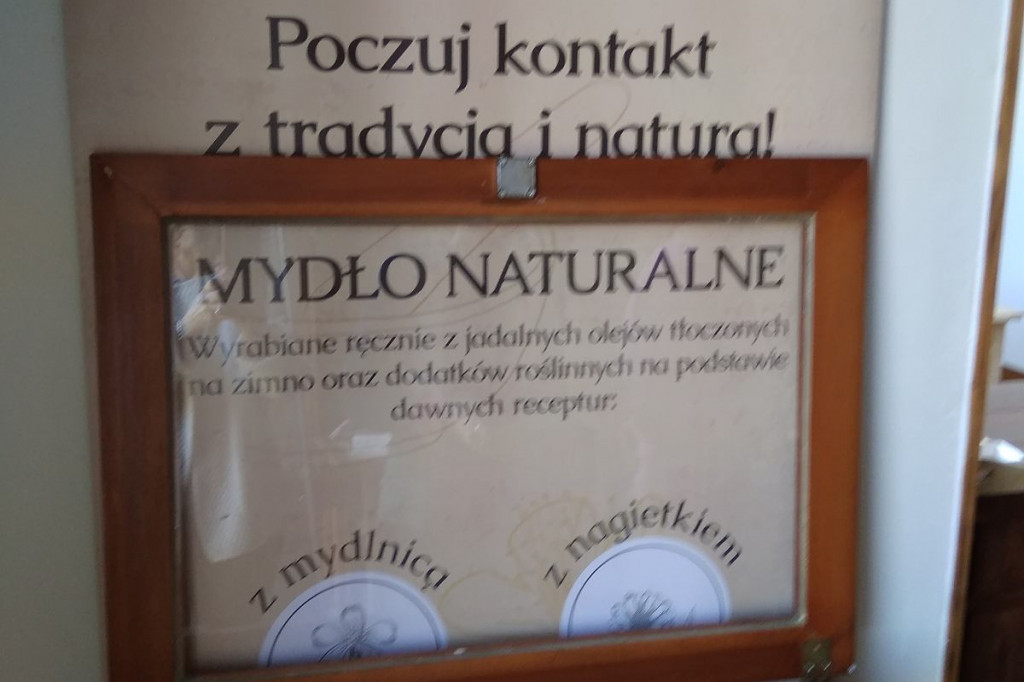 Poczuj kontakt
z tradycją i naturą!
MYDŁO NATURALNE
Wyrabiane ręcznie z jadalnych olejów tłoczonych
na zimno oraz dodatków roślinnych na podstawie
dawnych receptur:
z mydlnicą
z nagietkiem